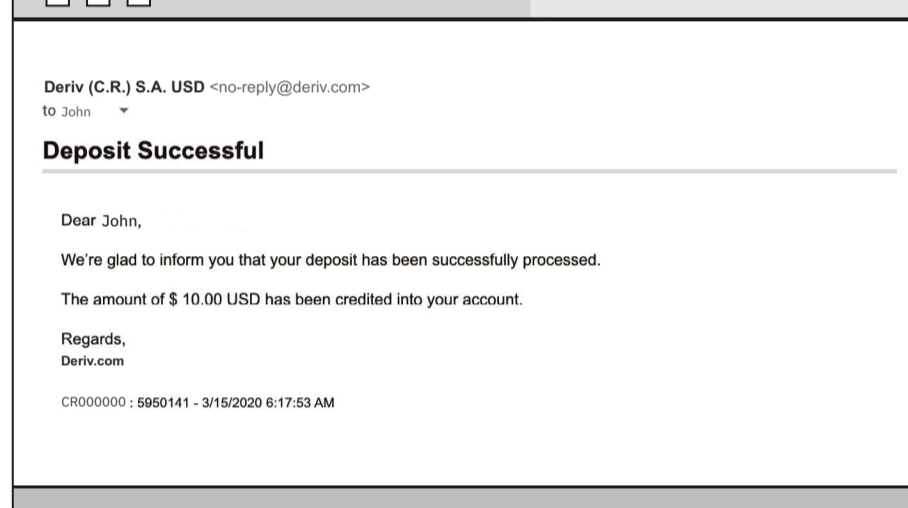 Deriv (C.R.) S.A. USD <no-reply@deriv.com>
to John
Deposit Successful
Dear John,
We're glad to inform you that your deposit has been successfully processed.
The amount of $ 10.00 USD has been credited into your account.
Regards,
Deriv.com
CR000000 : 5950141 - 3/15/2020 6:17:53 AM